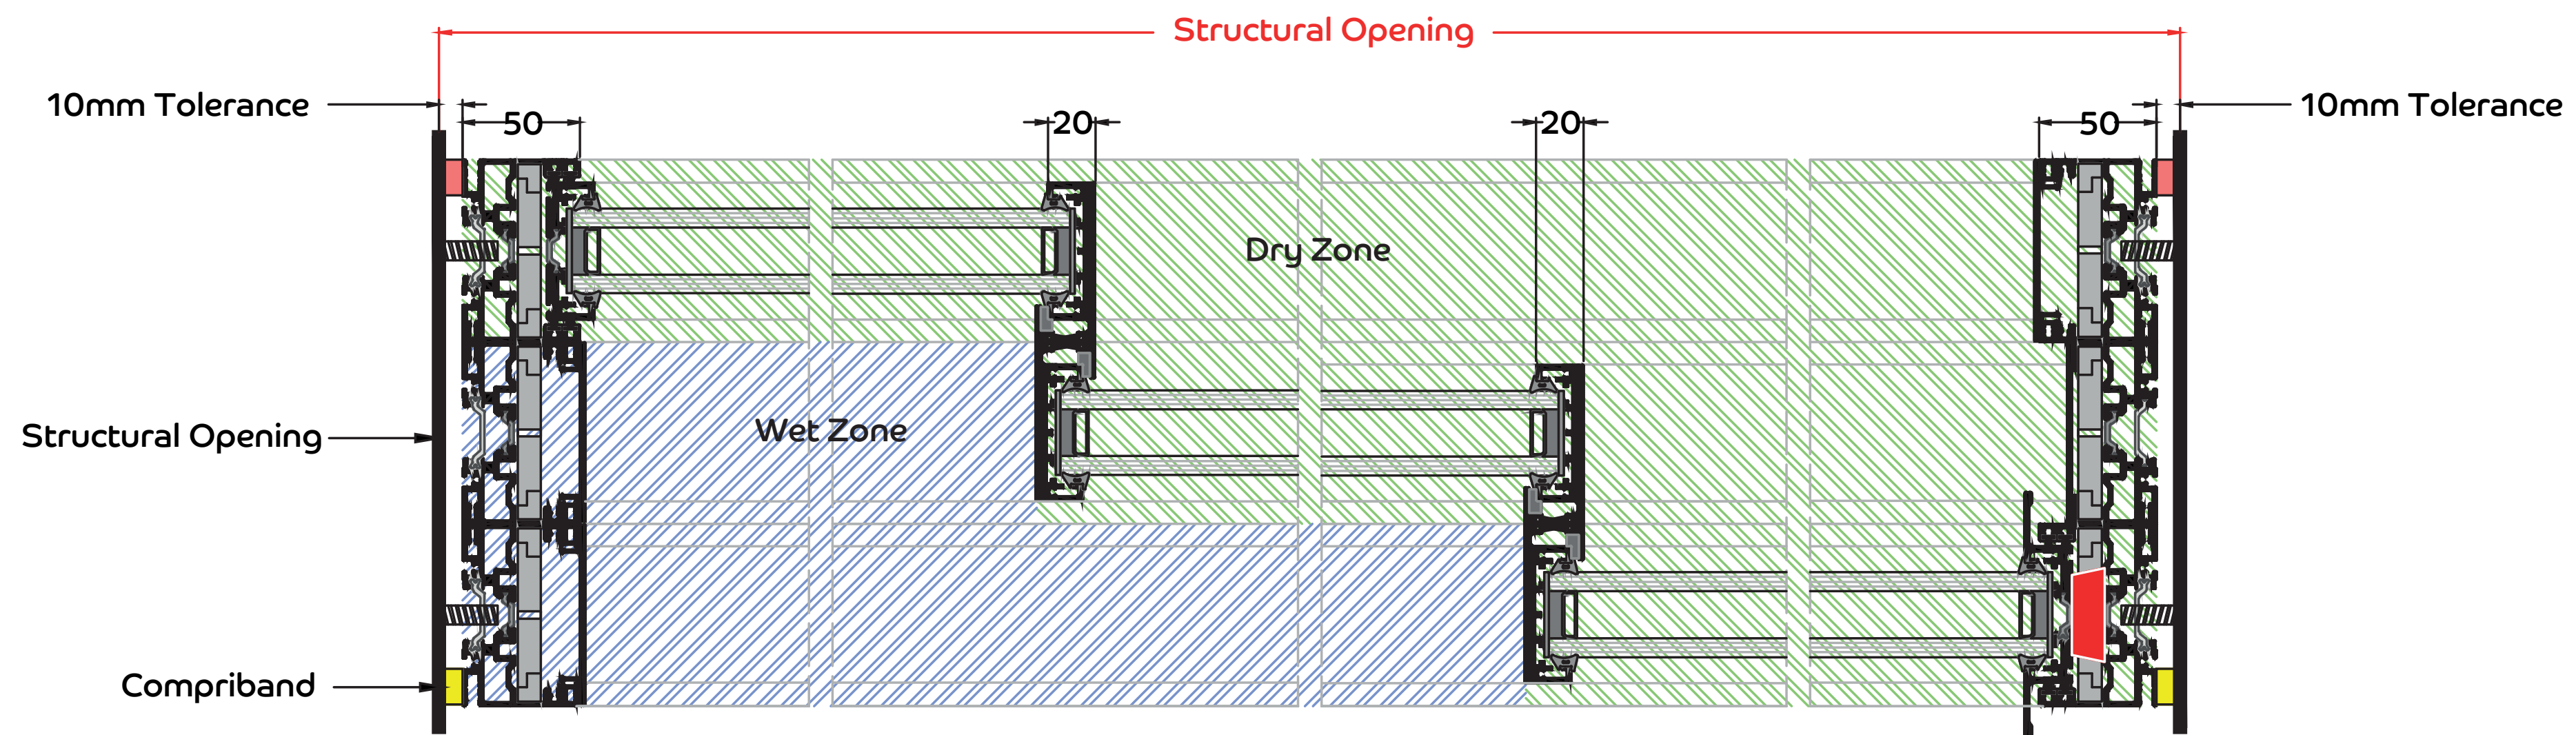 Structural Opening
10mm Tolerance
10mm Tolerance
50
20
20
50
Dry Zone
Wet Zone
Structural Opening
Compriband